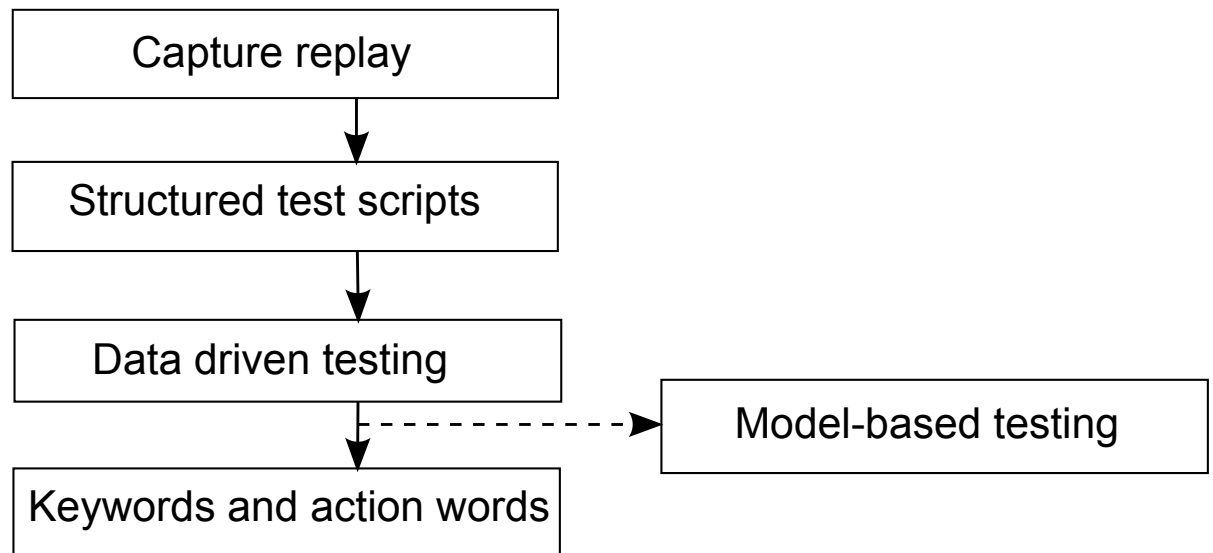 Capture replay
Structured test scripts
Data driven testing
Model-based testing
Keywords and action words